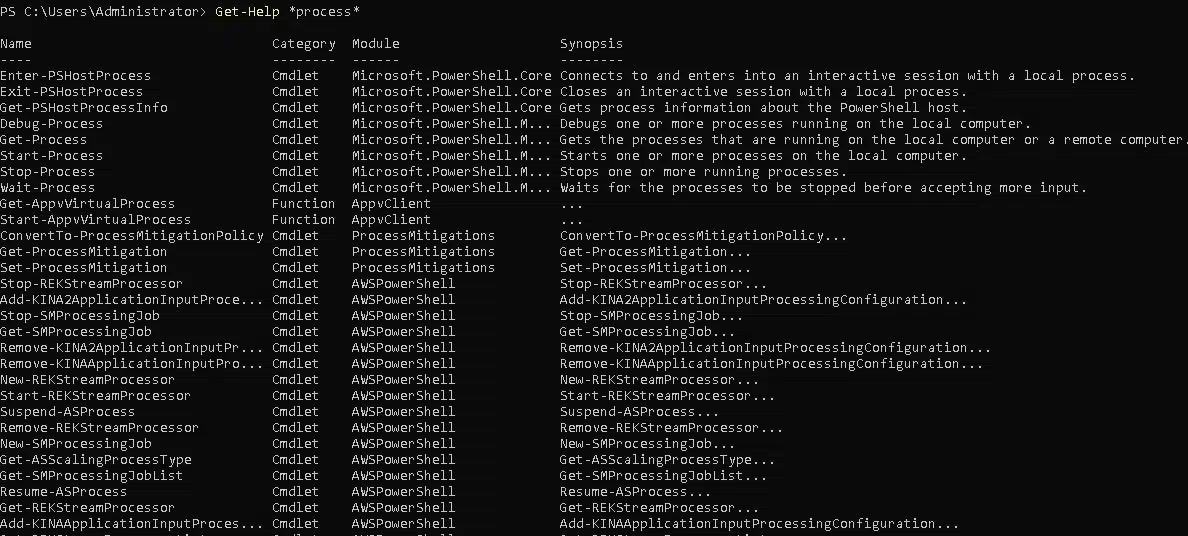 PS C:\Users\Administrator> Get-Help *process*
Name Category Module Synopsis
---- -------- ------ --------
Enter-PSHostProcess Cmdlet Microsoft.PowerShell.Core Connects to and enters into an interactive session with a local process.
Exit-PSHostProcess Cmdlet Microsoft.PowerShell.Core Closes an interactive session with a local process.
Get-PSHostProcessInfo Cmdlet Microsoft.PowerShell.Core Gets process information about the PowerShell host.
Debug-Process Cmdlet Microsoft.PowerShell.M... Debugs one or more processes running on the local computer.
Get-Process Cmdlet Microsoft.PowerShell.M... Gets the processes that are running on the local computer or a remote computer.
Start-Process Cmdlet Microsoft.PowerShell.M... Starts one or more processes on the local computer.
Stop-Process Cmdlet Microsoft.PowerShell.M... Stops one or more running processes.
Wait-Process Cmdlet Microsoft.PowerShell.M... Waits for the processes to be stopped before accepting more input.
Get-AppvVirtualProcess Function AppvClient ...
Start-AppvVirtualProcess Function AppvClient ...
ConvertTo-ProcessMitigationPolicy Cmdlet ProcessMitigations ConvertTo-ProcessMitigationPolicy...
Get-ProcessMitigation Cmdlet ProcessMitigations Get-ProcessMitigation...
Set-ProcessMitigation Cmdlet ProcessMitigations Set-ProcessMitigation...
Stop-REKStreamProcessor Cmdlet AWSPowerShell Stop-REKStreamProcessor...
Add-KINA2ApplicationInputProce... Cmdlet AWSPowerShell Add-KINA2ApplicationInputProcessingConfiguration...
Stop-SMProcessingJob Cmdlet AWSPowerShell Stop-SMProcessingJob...
Get-SMProcessingJob Cmdlet AWSPowerShell Get-SMProcessingJob...
Remove-KINA2ApplicationInputPr... Cmdlet AWSPowerShell Remove-KINA2ApplicationInputProcessingConfiguration...
Remove-KINAApplicationInputPro... Cmdlet AWSPowerShell Remove-KINAApplicationInputProcessingConfiguration...
New-REKStreamProcessor Cmdlet AWSPowerShell New-REKStreamProcessor...
Start-REKStreamProcessor Cmdlet AWSPowerShell Start-REKStreamProcessor...
Suspend-ASProcess Cmdlet AWSPowerShell Suspend-ASProcess...
Remove-REKStreamProcessor Cmdlet AWSPowerShell Remove-REKStreamProcessor...
New-SMProcessingJob Cmdlet AWSPowerShell New-SMProcessingJob...
Get-ASScalingProcessType Cmdlet AWSPowerShell Get-ASScalingProcessType...
Get-SMProcessingJobList Cmdlet AWSPowerShell Get-SMProcessingJobList...
Resume-ASProcess Cmdlet AWSPowerShell Resume-ASProcess...
Get-REKStreamProcessor Cmdlet AWSPowerShell Get-REKStreamProcessor...
Add-KINAApplicationInputProces... Cmdlet AWSPowerShell Add-KINAApplicationInputProcessingConfiguration...